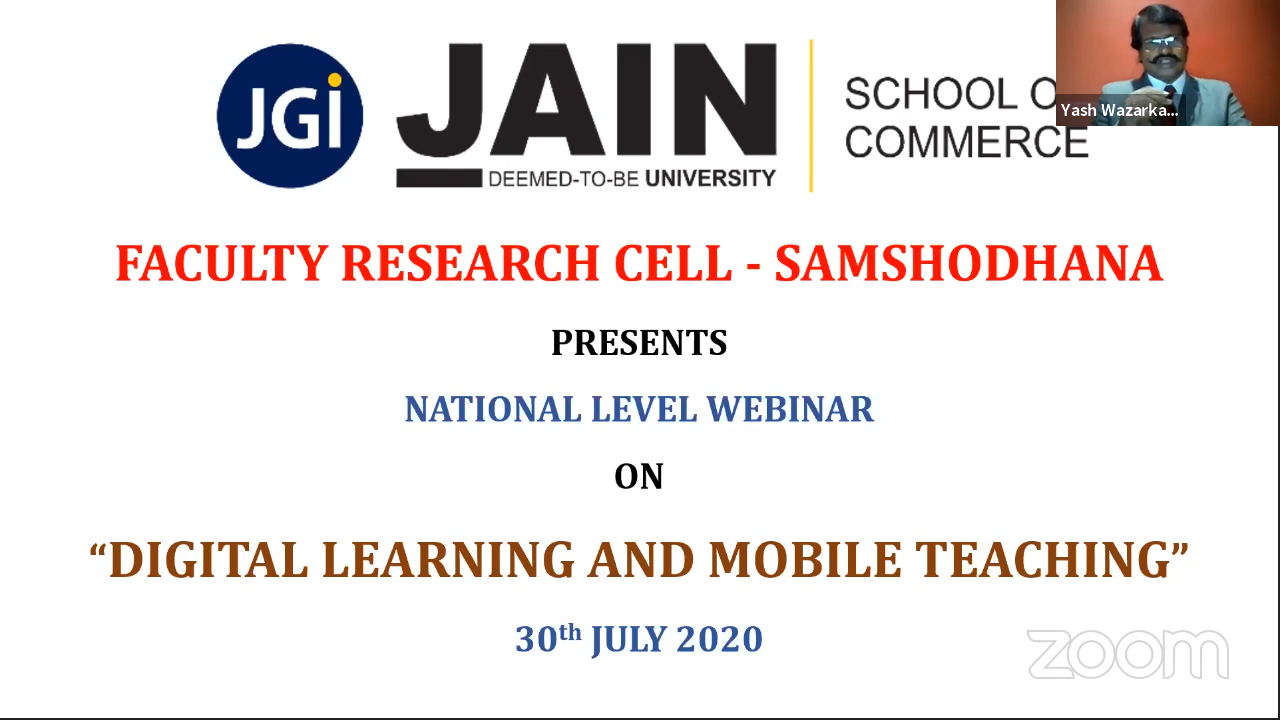 JGi
JAIN
DEEMED-TO-BE UNIVERSITY
SCHOOL O
COMMERCE
Yash Wazarka...
FACULTY RESEARCH CELL - SAMSHODHANA
PRESENTS
NATIONAL LEVEL WEBINAR
ON
“DIGITAL LEARNING AND MOBILE TEACHING”
30th JULY 2020
zoom